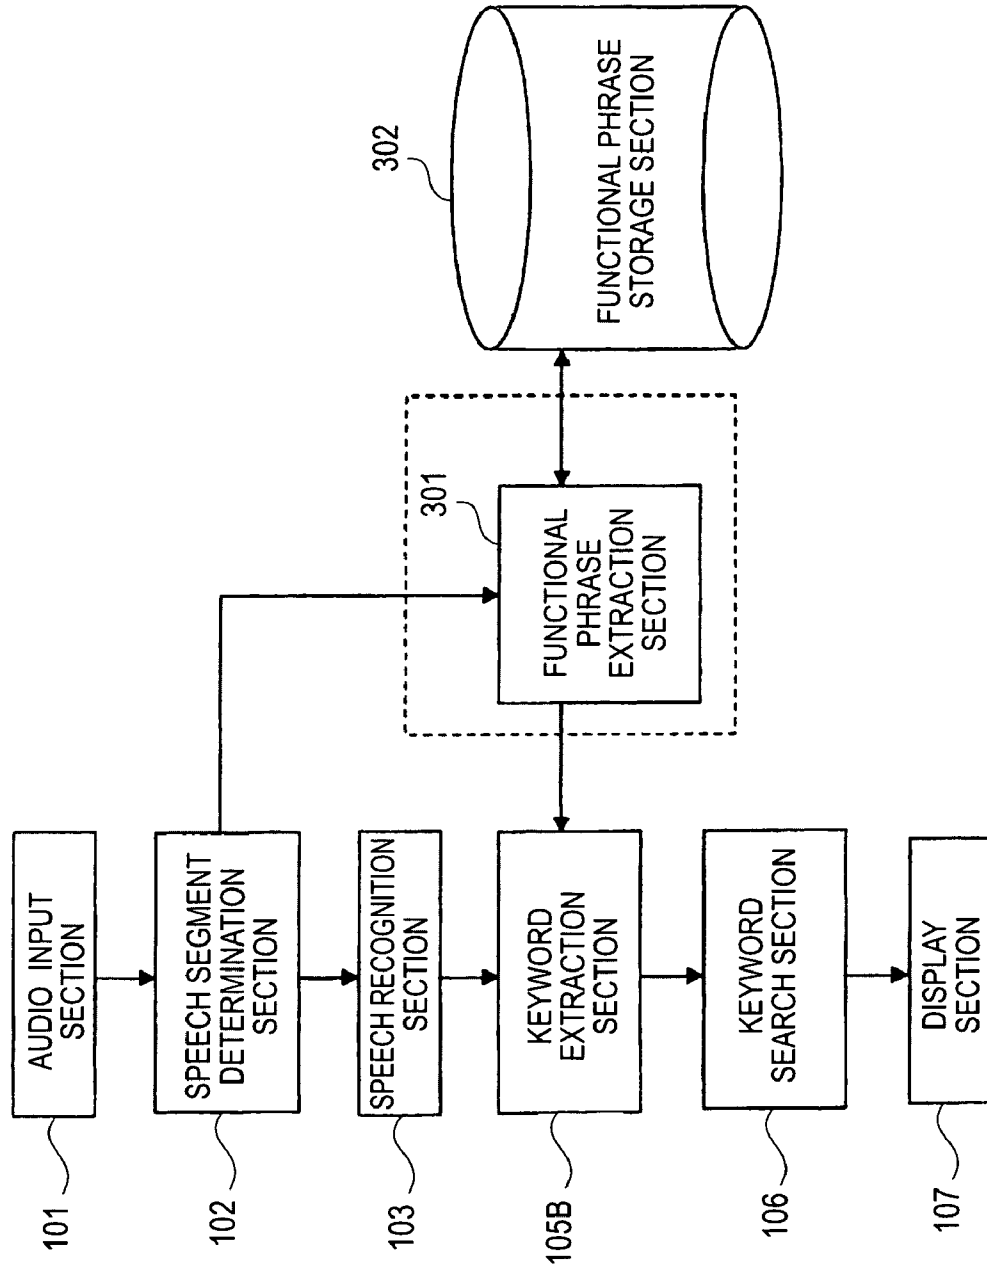 101
AUDIO INPUT
SECTION
102
SPEECH SEGMENT
DETERMINATION
SECTION
103
SPEECH RECOGNITION
SECTION
105B
KEYWORD
EXTRACTION
SECTION
106
KEYWORD
SEARCH SECTION
107
DISPLAY
SECTION
301
FUNCTIONAL
PHRASE
EXTRACTION
SECTION
302
FUNCTIONAL PHRASE
STORAGE SECTION